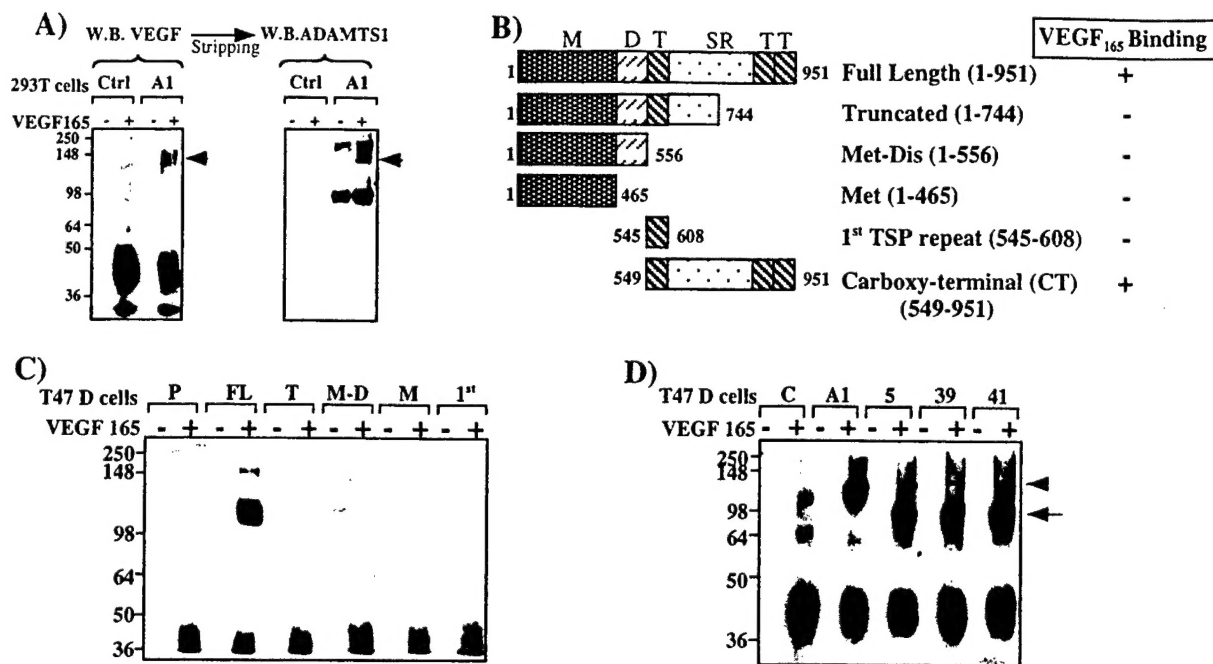 A)
W.B. VEGF Stripping W.B.ADAMTS1
293T cells Ctrl A1 Ctrl A1
VEGF165 - + - + - + - +
250
148
98
64
50
36
B)
M D T SR T T
VEGF165 Binding
1 951 Full Length (1-951) +
1 744 Truncated (1-744) -
1 556 Met-Dis (1-556) -
1 465 Met (1-465) -
545 608 1st TSP repeat (545-608) -
549 951 Carboxy-terminal (CT) +
(549-951)
C)
T47 D cells P FL T M-D M 1st
VEGF 165 - + - + - + - + - + - +
250
148
98
64
50
36
D)
T47 D cells C A1 5 39 41
VEGF 165 - + - + - + - + - +
250
148
98
64
50
36